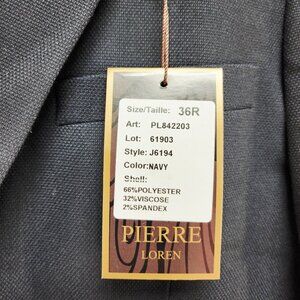 Size/Taille: 36R
Art: PL842203
Lot: 61903
Style: J6194
Color:NAVY
Shell:
66%POLYESTER
32%VISCOSE
2%SPANDEX
PIERRE
LOREN